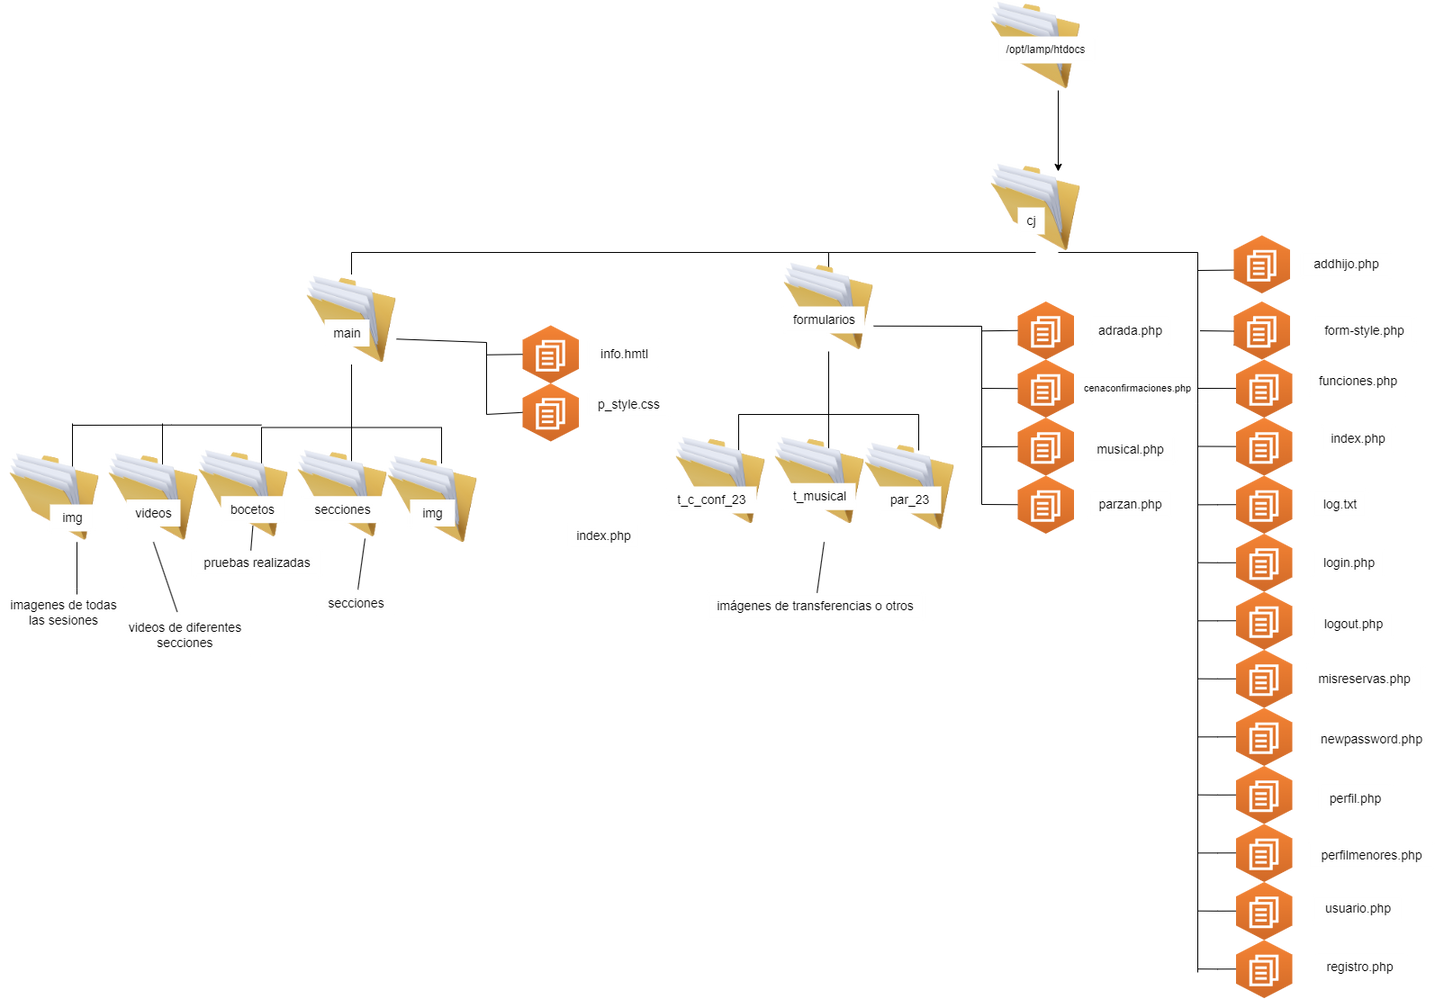 /opt/lamp/htdocs
cj
main
info.hmtl
p_style.css
img
videos
bocetos
secciones
img
imagenes de todas
las sesiones
videos de diferentes
secciones
pruebas realizadas
secciones
index.php
formularios
adrada.php
cenaconfirmaciones.php
musical.php
parzan.php
t_c_conf_23
t_musical
par_23
imágenes de transferencias o otros
addhijo.php
form-style.php
funciones.php
index.php
log.txt
login.php
logout.php
misreservas.php
newpassword.php
perfil.php
perfilmenores.php
usuario.php
registro.php